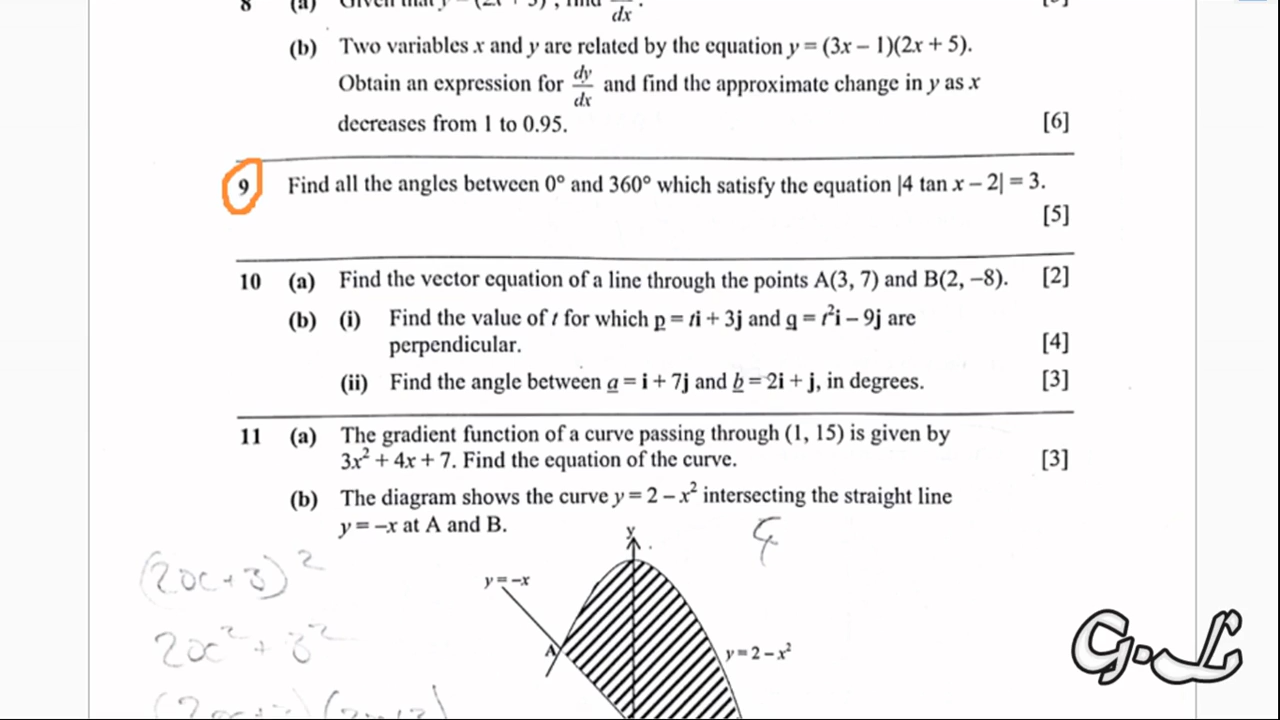 8 (a) Given that y = (2x + 3) , find dx .
(b) Two variables x and y are related by the equation y = (3x – 1)(2x + 5).
Obtain an expression for dy/dx and find the approximate change in y as x
decreases from 1 to 0.95. [6]
9 Find all the angles between 0° and 360° which satisfy the equation |4 tan x – 2| = 3.
[5]
10 (a) Find the vector equation of a line through the points A(3, 7) and B(2, –8). [2]
(b) (i) Find the value of t for which p = ti + 3j and q = t²i – 9j are
perpendicular. [4]
(ii) Find the angle between a = i + 7j and b = 2i + j, in degrees. [3]
11 (a) The gradient function of a curve passing through (1, 15) is given by
3x² + 4x + 7. Find the equation of the curve. [3]
(b) The diagram shows the curve y = 2 – x² intersecting the straight line
y = –x at A and B.
y
(2x+3)²
y = –x
2x² + 3²
A
y = 2 – x²
G.L